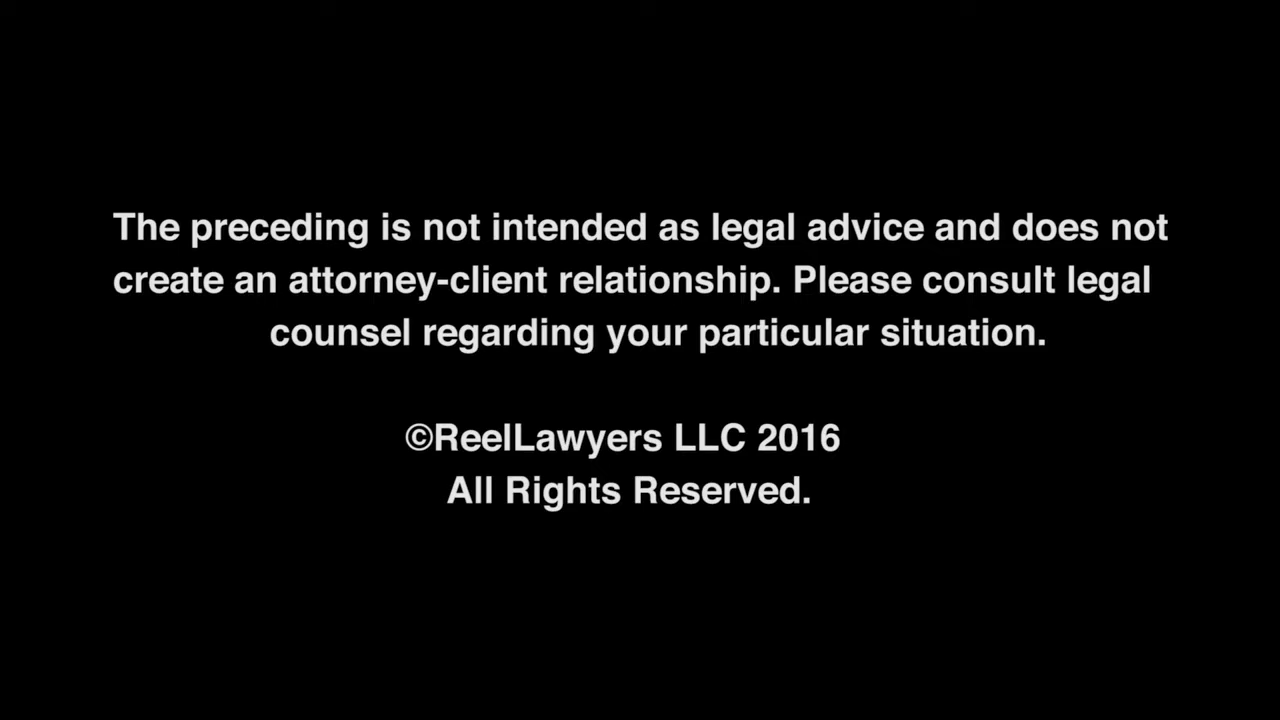 The preceding is not intended as legal advice and does not
create an attorney-client relationship. Please consult legal
counsel regarding your particular situation.
©ReelLawyers LLC 2016
All Rights Reserved.